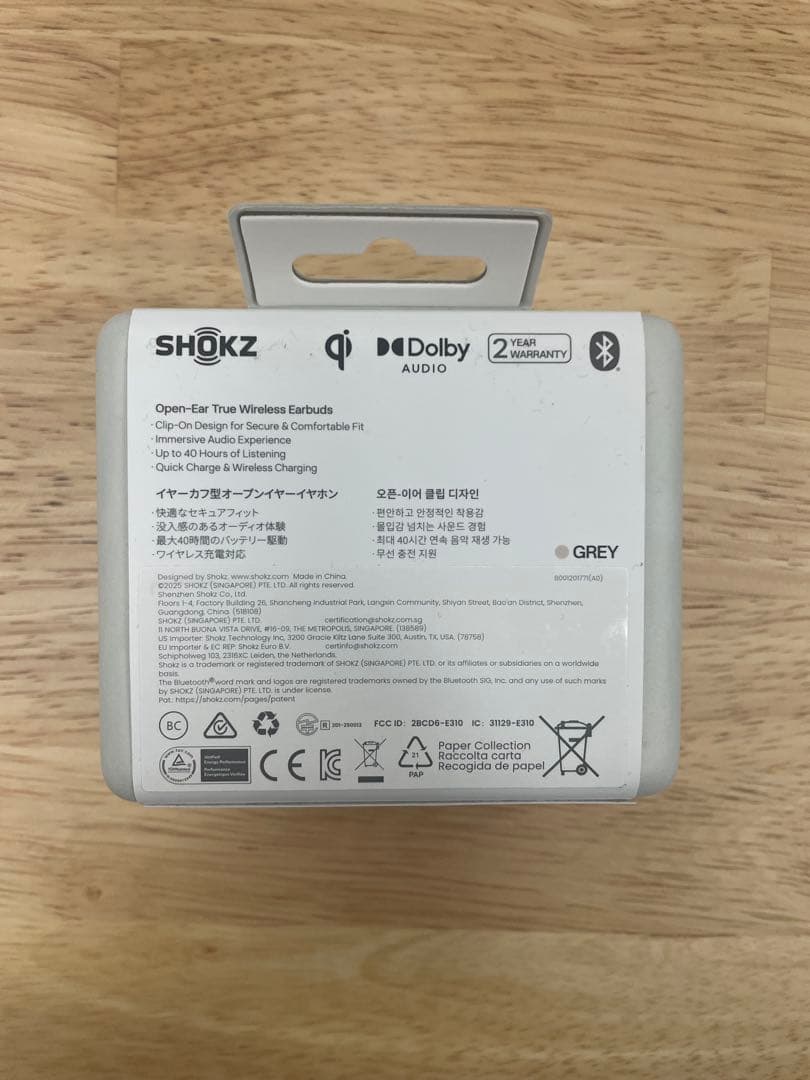 SHOKZ
qi
Dolby
AUDIO
2 YEAR
WARRANTY
Open-Ear True Wireless Earbuds
· Clip-On Design for Secure & Comfortable Fit
· Immersive Audio Experience
· Up to 40 Hours of Listening
· Quick Charge & Wireless Charging
イヤーカフ型オープンイヤーイヤホン
· 快適なセキュアフィット
· 没入感のあるオーディオ体験
· 最大40時間のバッテリー駆動
· ワイヤレス充電対応
오픈-이어 클립 디자인
· 편안하고 안정적인 착용감
· 몰입감 넘치는 사운드 경험
· 최대 40시간 연속 음악 재생 가능
· 무선 충전 지원
GREY
Designed by Shokz. www.shokz.com Made in China.
8001201771(A0)
©2025 SHOKZ (SINGAPORE) PTE. LTD. All rights reserved.
Shenzhen Shokz Co., Ltd.
Floors 1-4, Factory Building 26, Shancheng Industrial Park, Langxin Community, Shiyan Street, Bao'an District, Shenzhen,
Guangdong, China. (518108)
SHOKZ (SINGAPORE) PTE. LTD. certification@shokz.com.sg
11 NORTH BUONA VISTA DRIVE, #16-09, THE METROPOLIS, SINGAPORE (138589)
US Importer: Shokz Technology Inc, 3200 Gracie Kiltz Lane Suite 300, Austin, TX, USA. (78758)
EU Importer & EC REP: Shokz Euro B.V. certinfo@shokz.com
Schipholweg 103, 2316XC Leiden, the Netherlands.
Shokz is a trademark or registered trademark of SHOKZ (SINGAPORE) PTE. LTD. or its affiliates or subsidiaries on a worldwide
basis.
The Bluetooth® word mark and logos are registered trademarks owned by the Bluetooth SIG, Inc. and any use of such marks
by SHOKZ (SINGAPORE) PTE. LTD. is under license.
Pat: https://shokz.com/pages/patent
BC
R 201-250013
FCC ID: 2BCD6-E310 IC: 31129-E310
Verified
Energy Performance
Performance
Énergétique Vérifiée
CE
21
PAP
Paper Collection
Raccolta carta
Recogida de papel